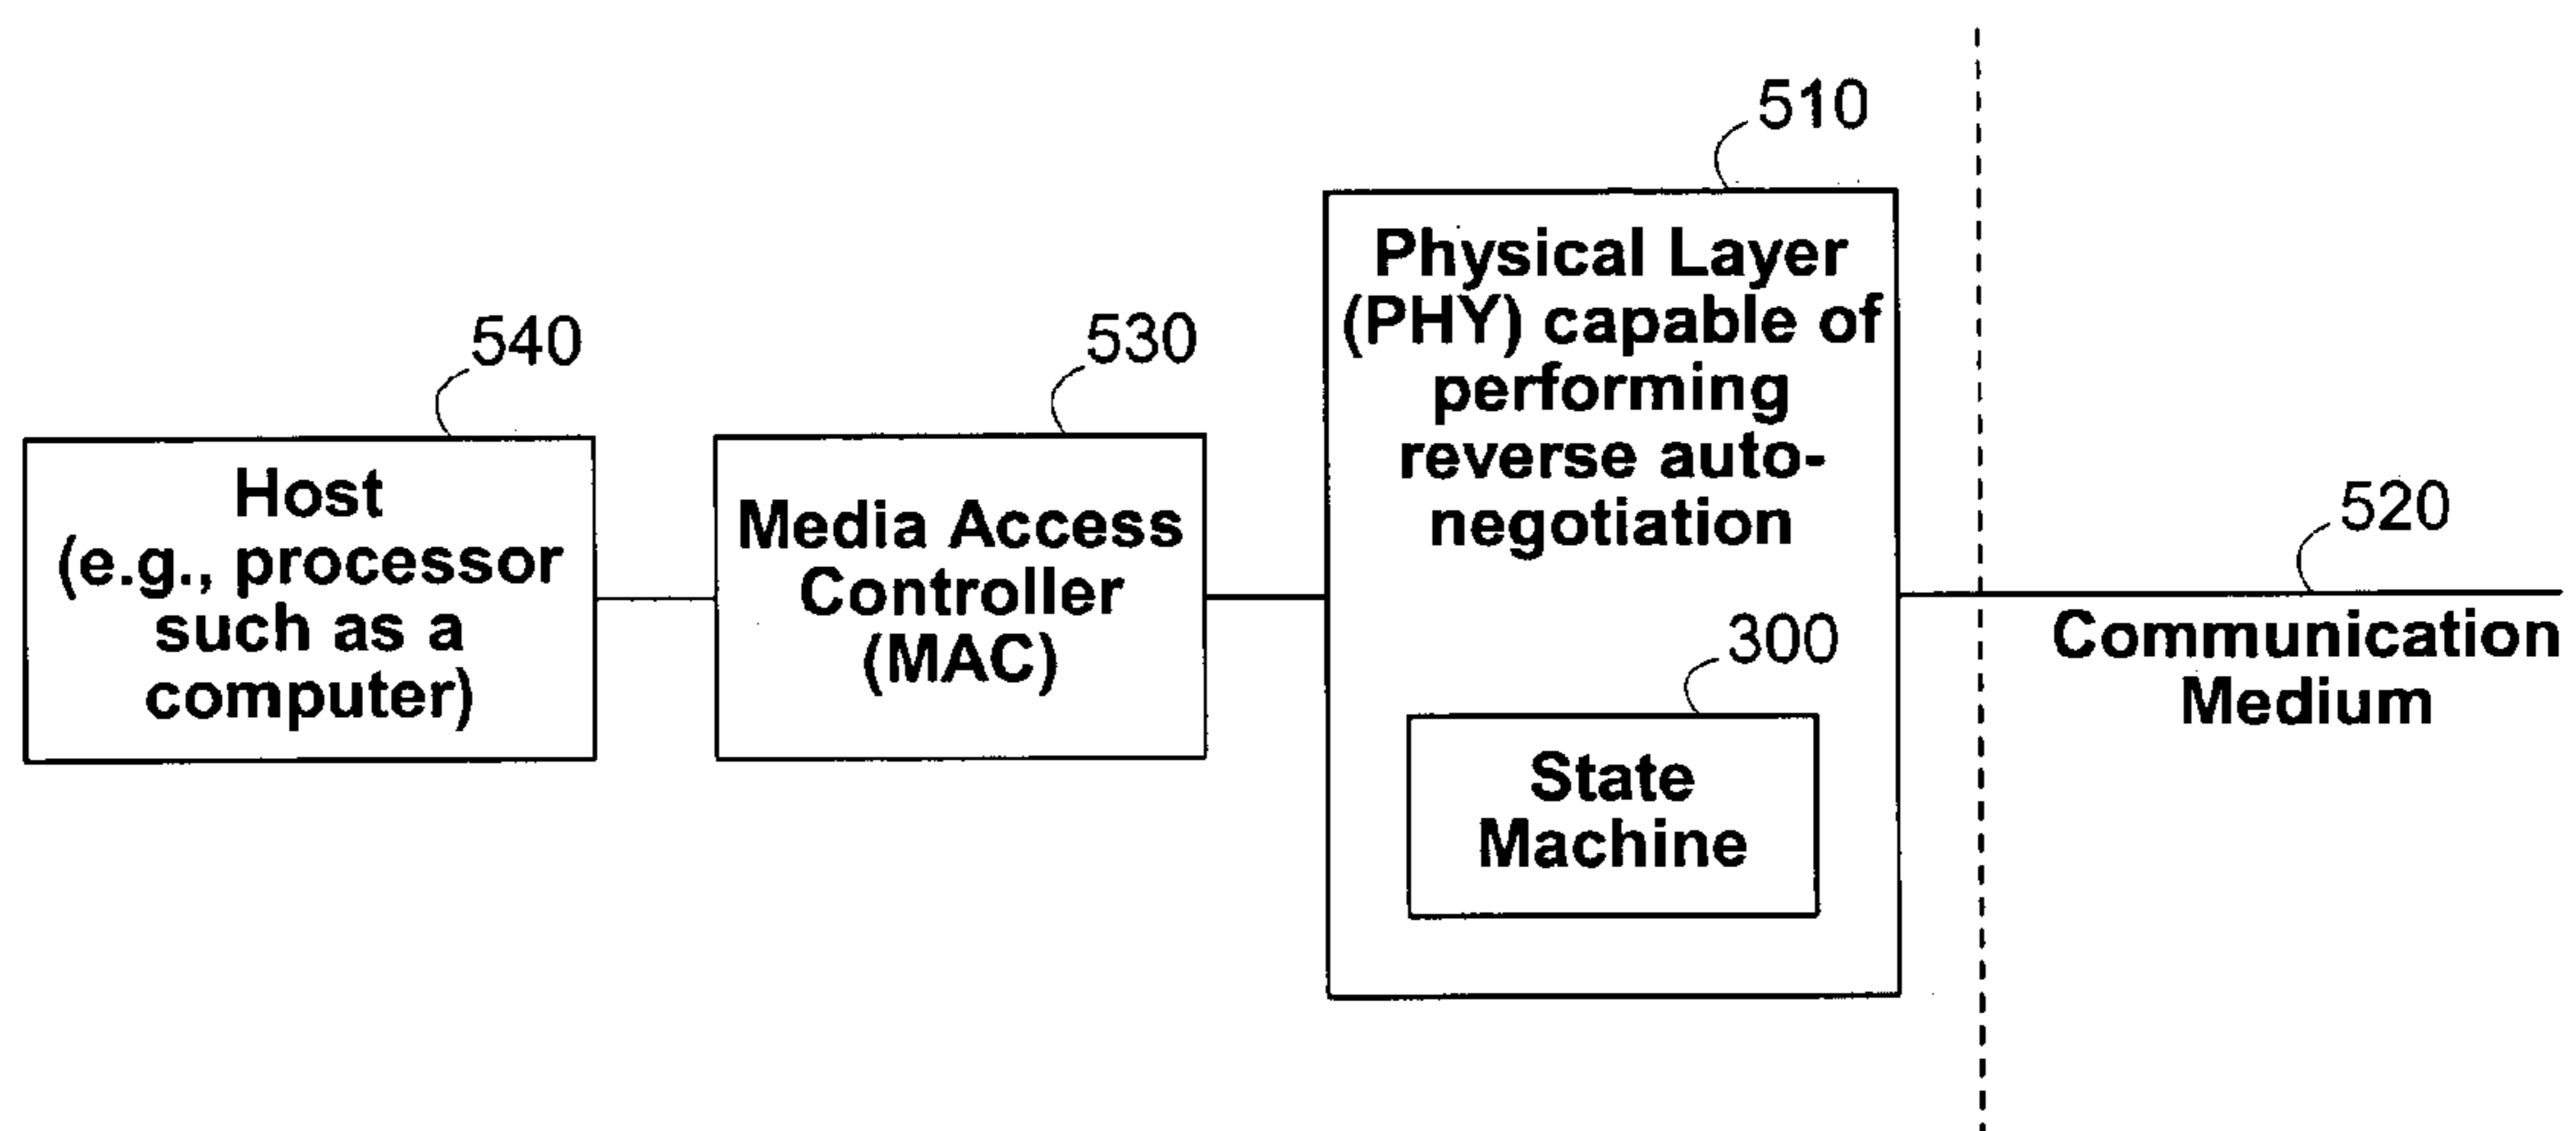 540
Host
(e.g., processor
such as a
computer)
530
Media Access
Controller
(MAC)
510
Physical Layer
(PHY) capable of
performing
reverse auto-
negotiation
300
State
Machine
520
Communication
Medium